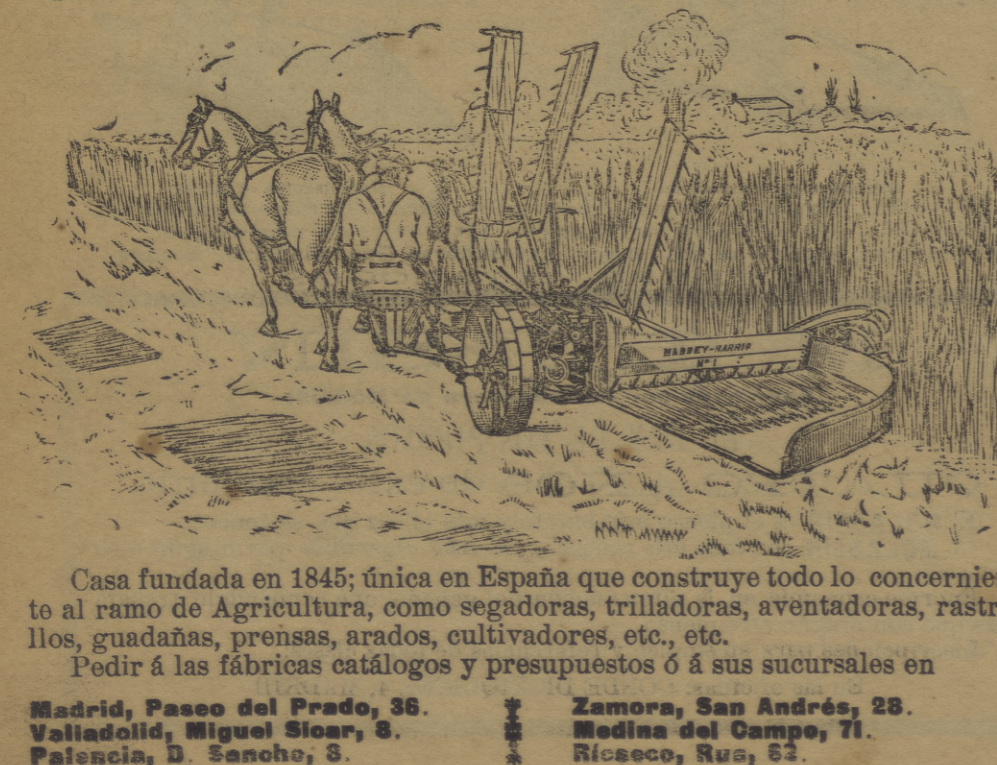 MASSEY-HARRIS
Nº 1
Casa fundada en 1845; única en España que construye todo lo concernie
te al ramo de Agricultura, como segadoras, trilladoras, aventadoras, rastr
llos, guadañas, prensas, arados, cultivadores, etc., etc.
Pedir á las fábricas catálogos y presupuestos ó á sus sucursales en
Madrid, Paseo del Prado, 36.
Valladolid, Miguel Sicar, 8.
Palencia, D. Sancho, 3.
Zamora, San Andrés, 28.
Medina del Campo, 71.
Ríoseco, Rua,